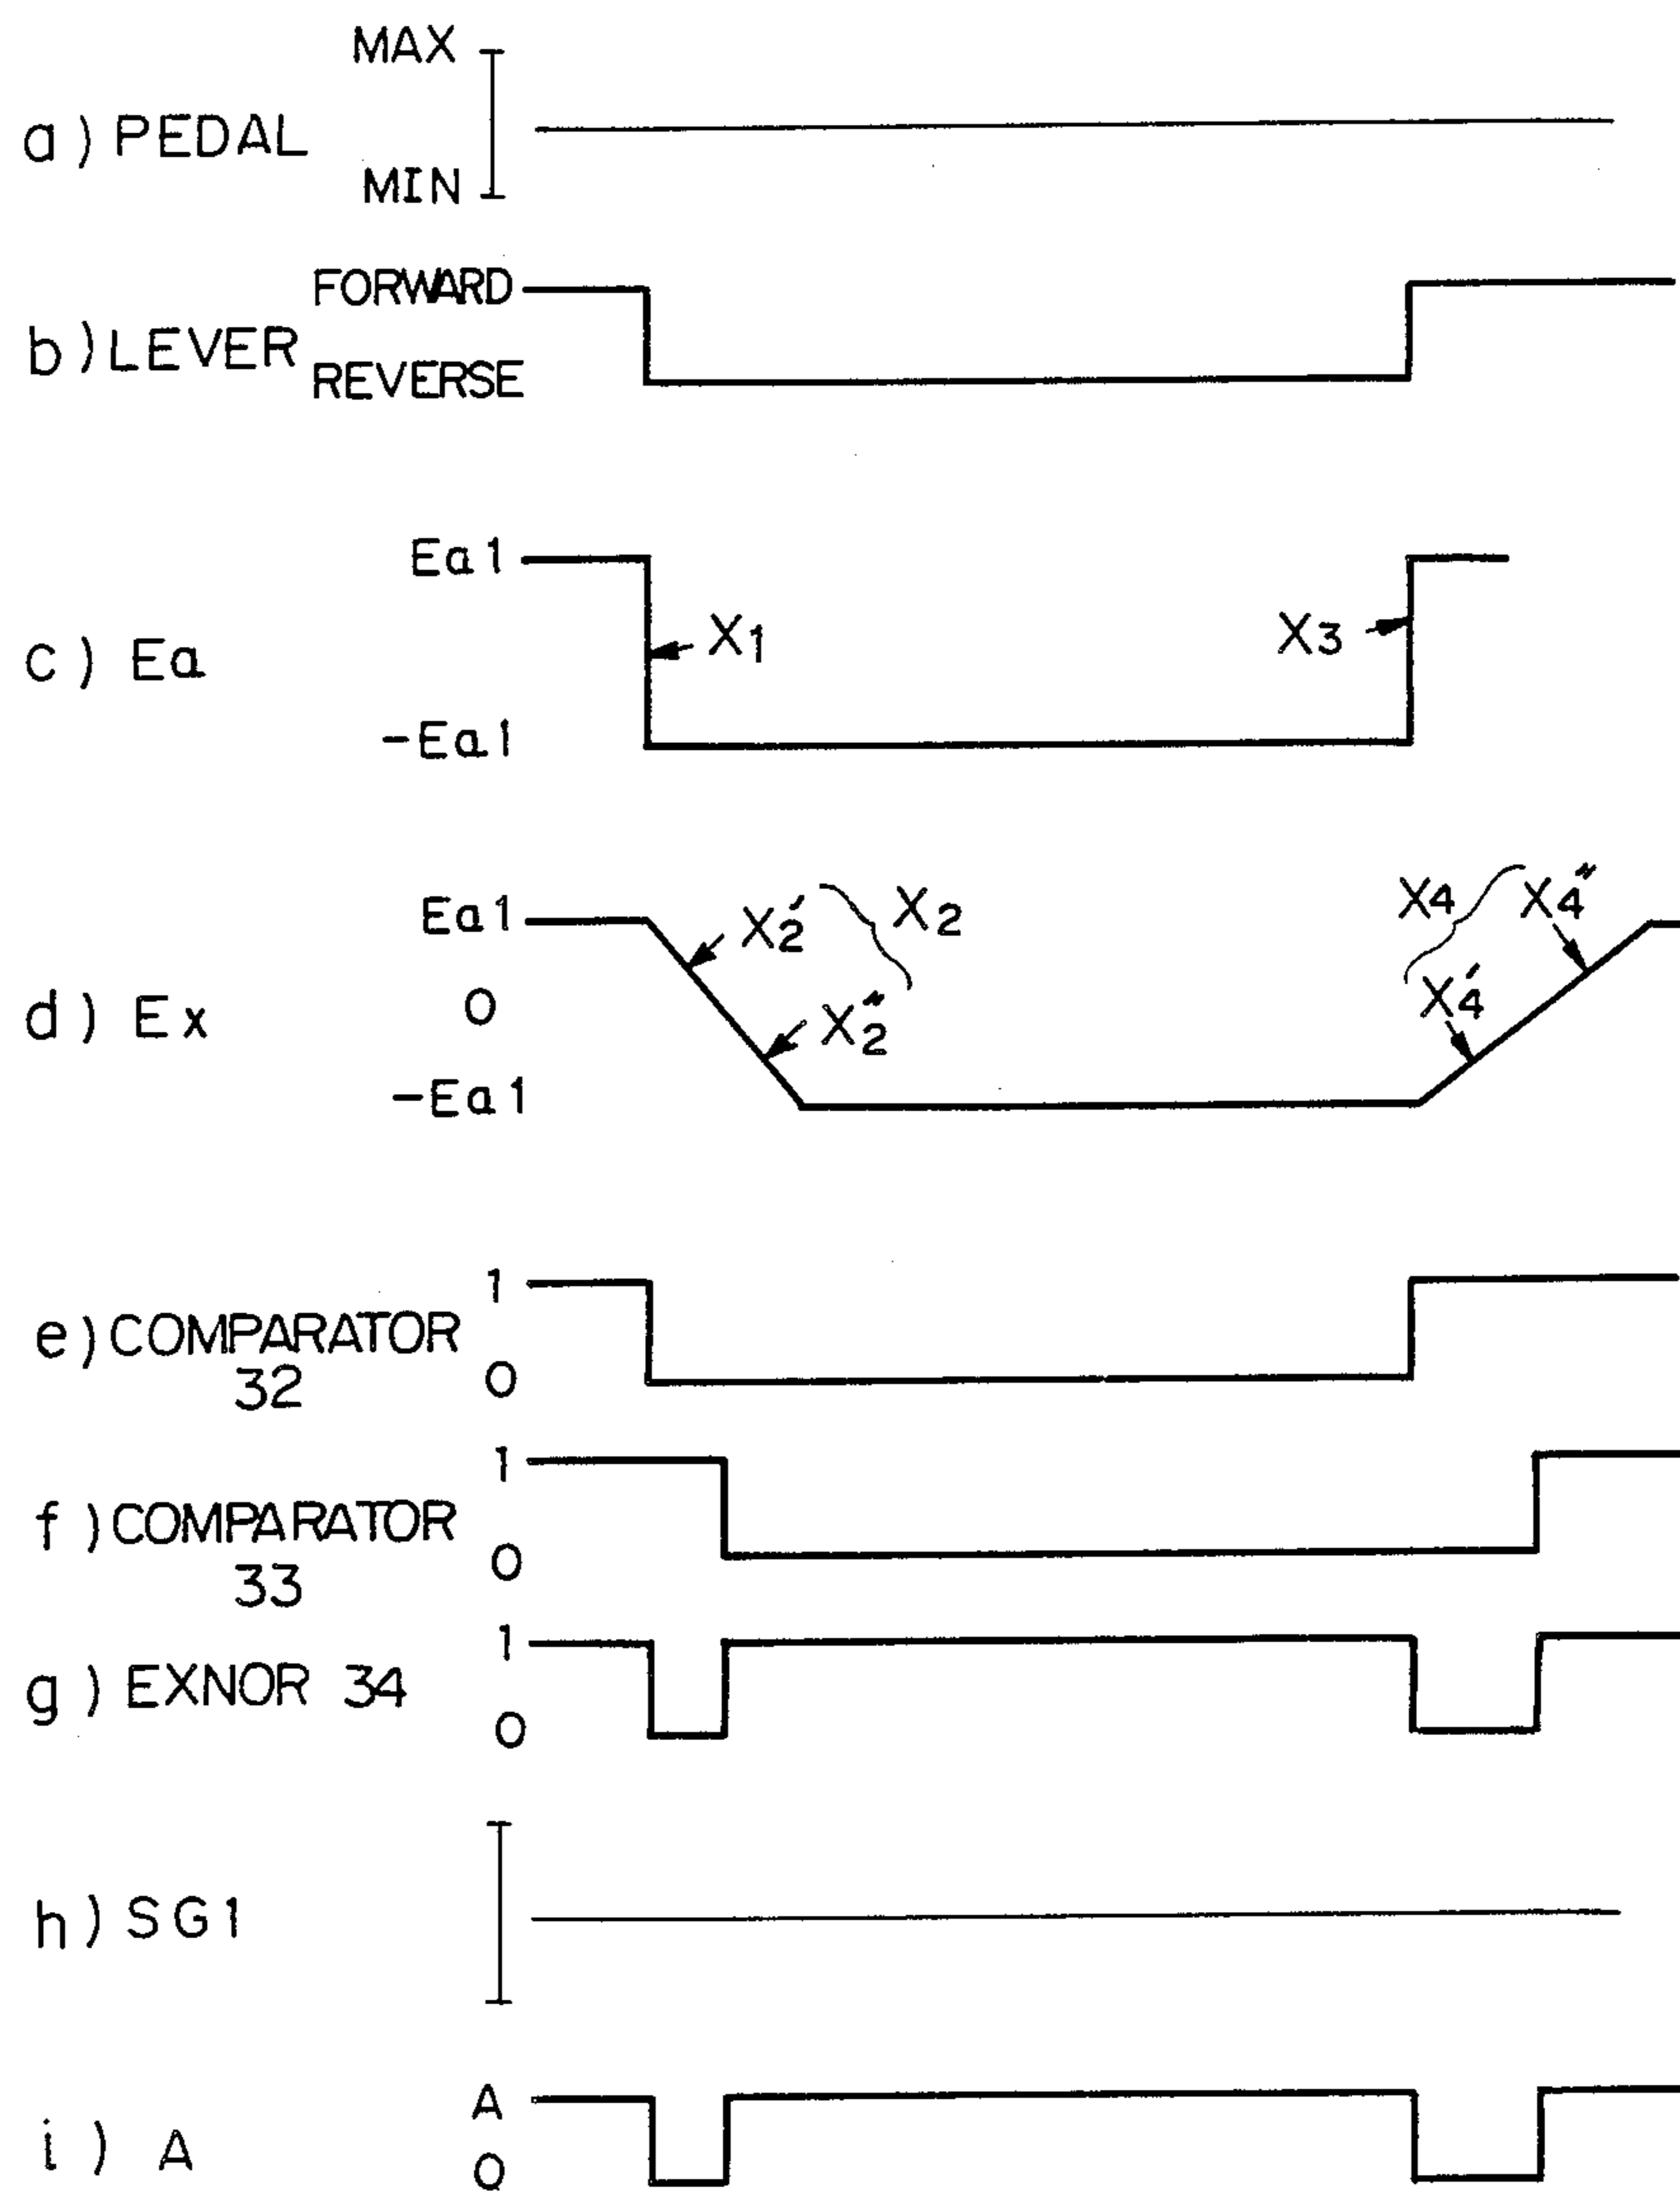 MAX
a) PEDAL
MIN
FORWARD
b) LEVER
REVERSE
Ea1
X1
X3
c) Ea
-Ea1
Ea1
X2'
X2
X4
X4"
d) Ex
0
X2"
X4'
-Ea1
1
e) COMPARATOR
32
0
1
f) COMPARATOR
33
0
1
g) EXNOR 34
0
h) SG1
A
i) A
0